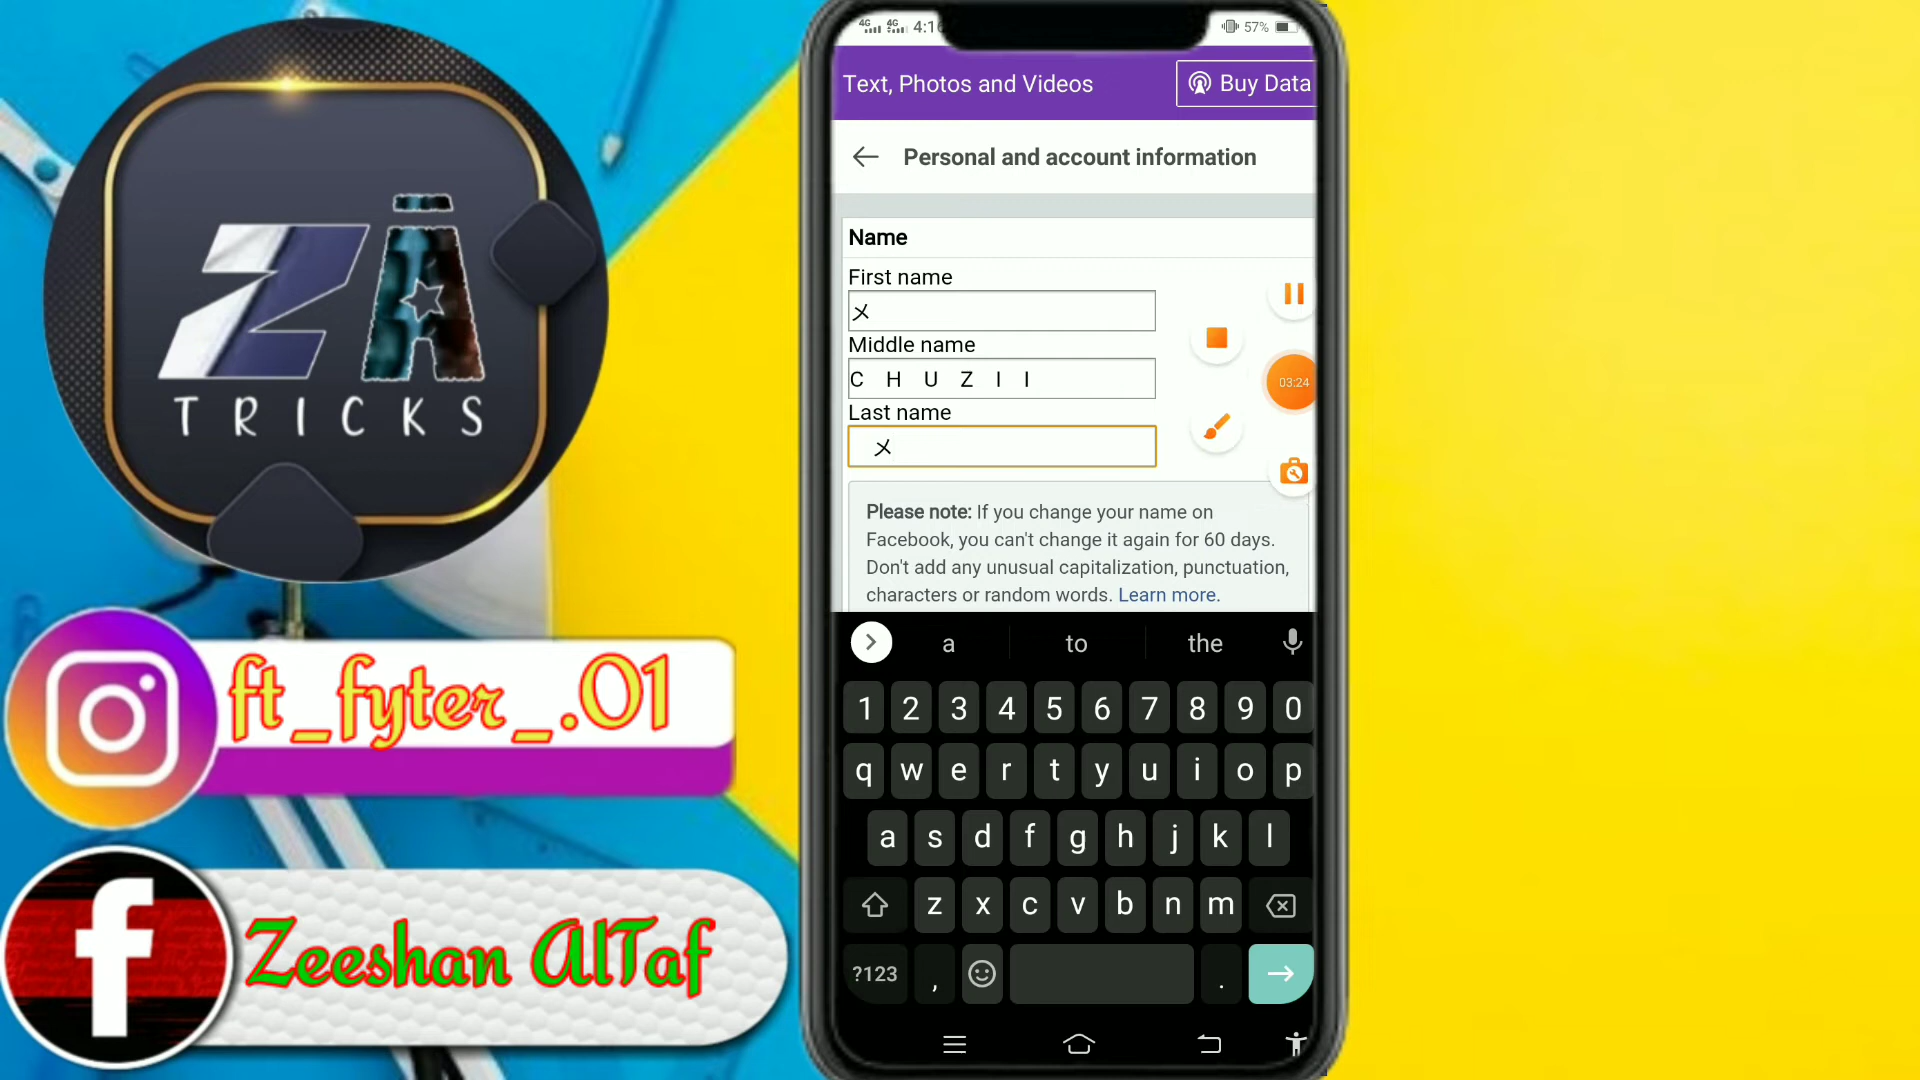 ZÄ
TRICKS
ft_fyter_.01
Zeeshan AlTaf
4G 4G 4:16
57%
Text, Photos and Videos
Buy Data
Personal and account information
Name
First name
メ
Middle name
C H U Z I I
Last name
メ
03:24
Please note: If you change your name on
Facebook, you can't change it again for 60 days.
Don't add any unusual capitalization, punctuation,
characters or random words. Learn more.
a to the
1 2 3 4 5 6 7 8 9 0
q w e r t y u i o p
a s d f g h j k l
z x c v b n m
?123 , .